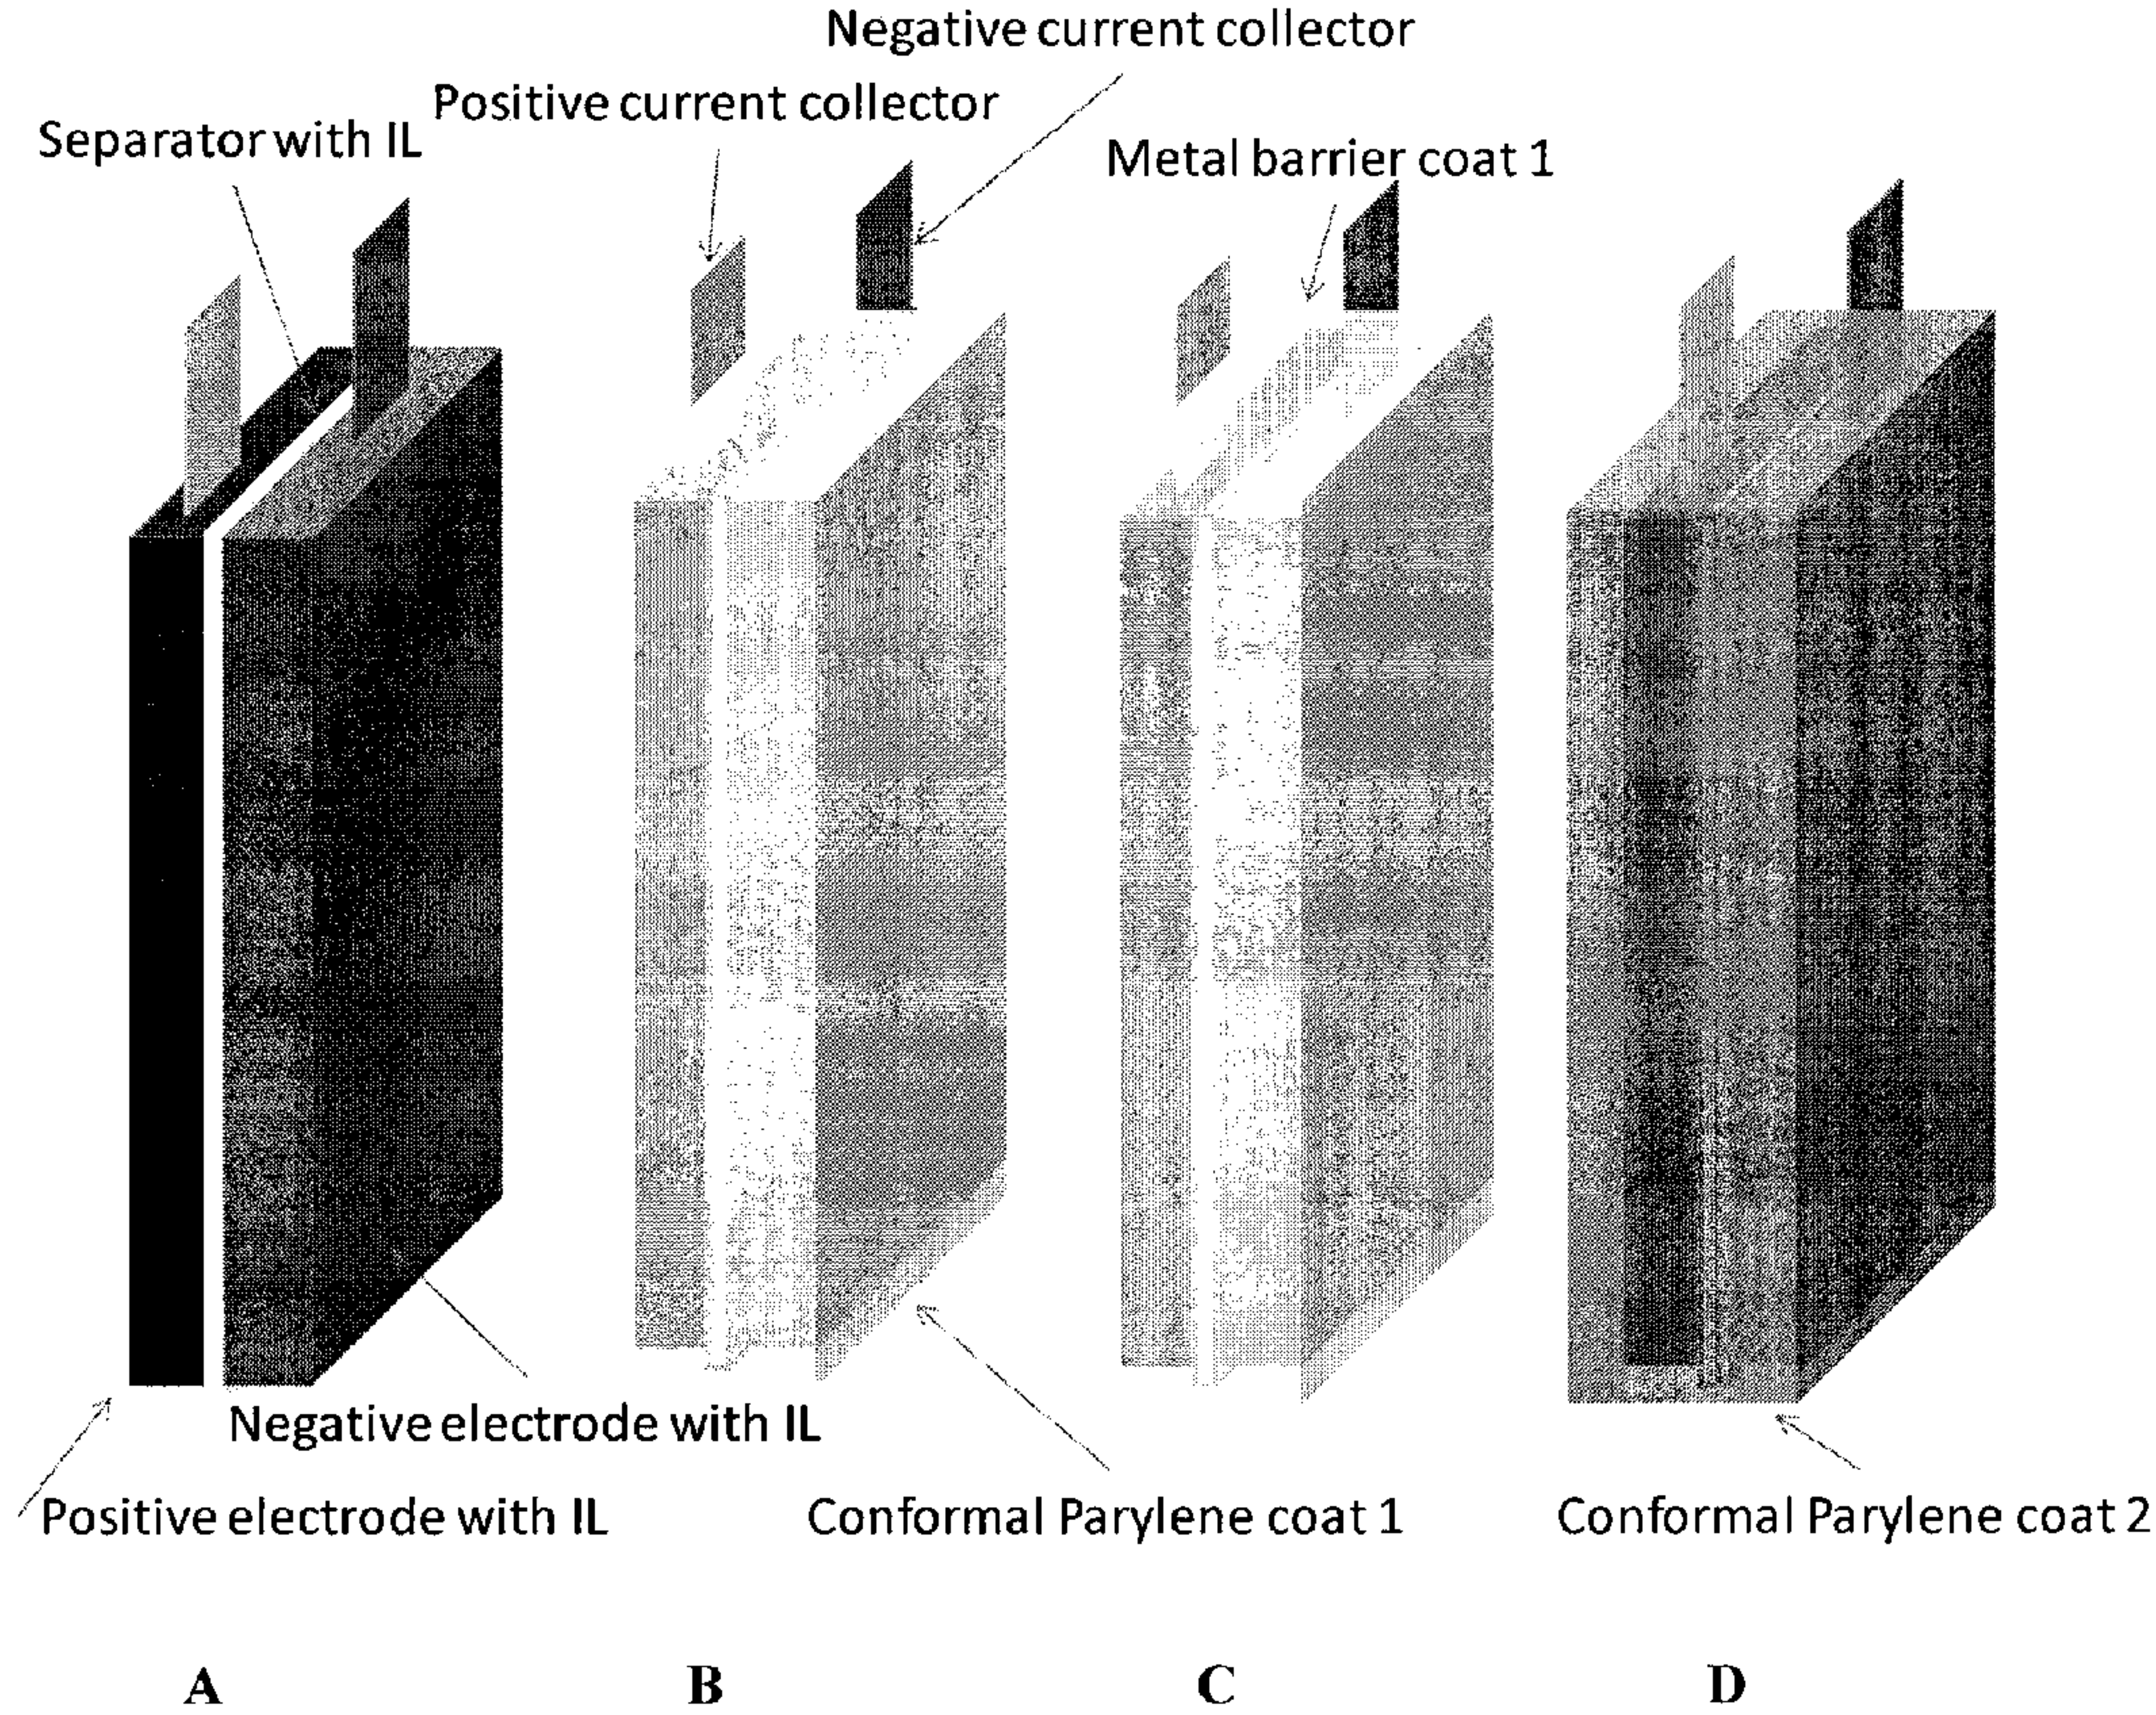 Negative current collector
Positive current collector
Separator with IL
Metal barrier coat 1
Negative electrode with IL
Positive electrode with IL
Conformal Parylene coat 1
Conformal Parylene coat 2
A
B
C
D